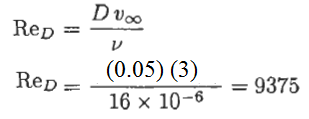 Re_D = D v_∞ / ν
Re_D = (0.05) (3) / 16 × 10^−6 = 9375